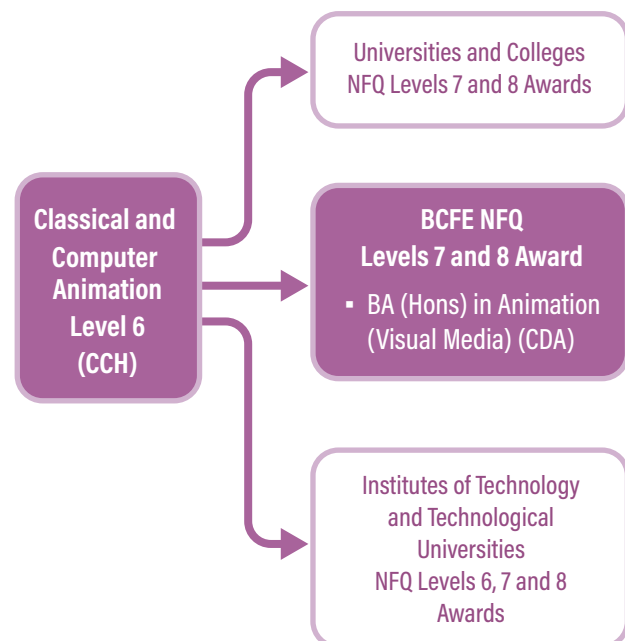 Universities and Colleges
NFQ Levels 7 and 8 Awards
Classical and
Computer
Animation
Level 6
(CCH)
BCFE NFQ
Levels 7 and 8 Award
▪ BA (Hons) in Animation
(Visual Media) (CDA)
Institutes of Technology
and Technological
Universities
NFQ Levels 6, 7 and 8
Awards